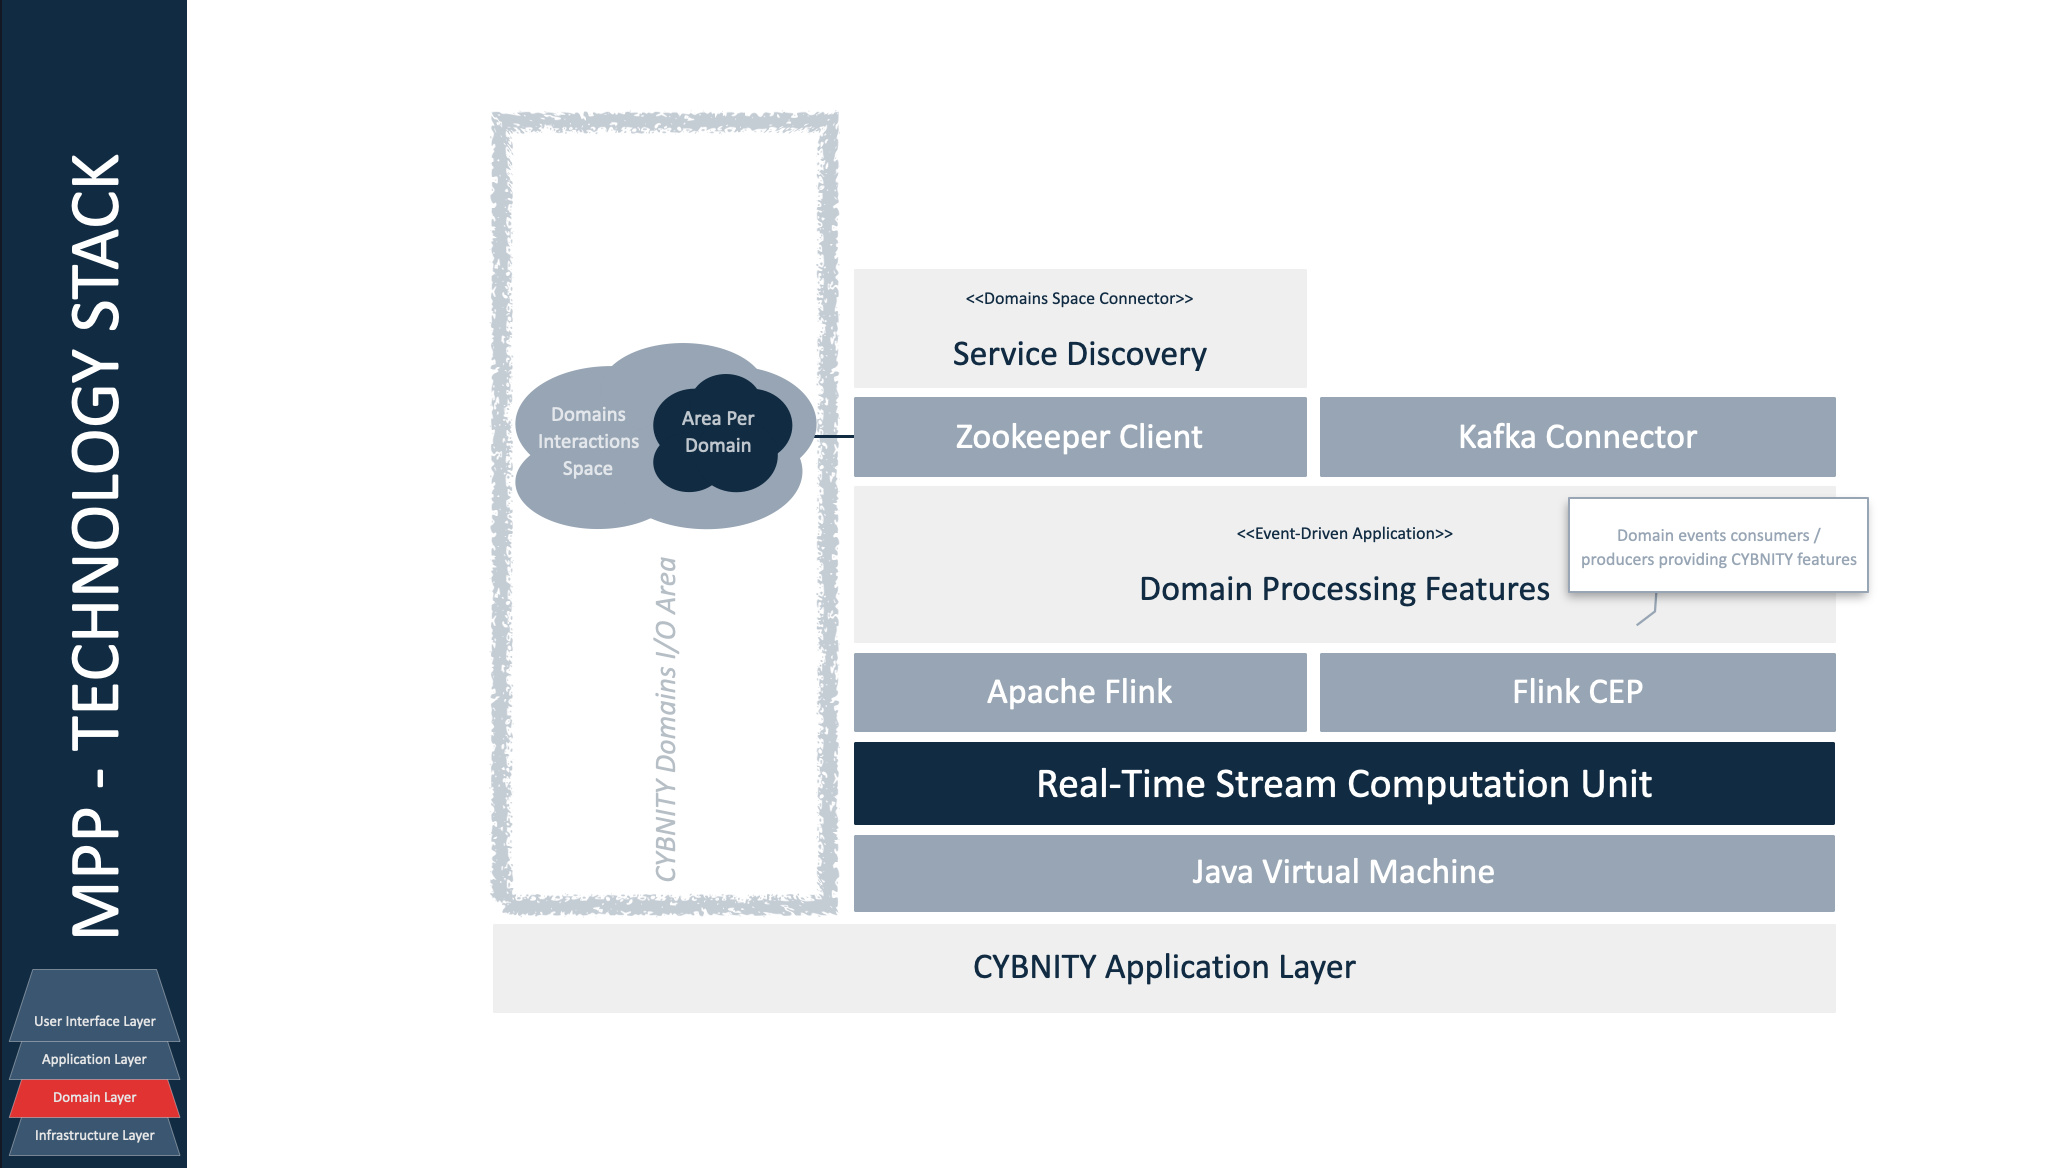 MPP - TECHNOLOGY STACK
User Interface Layer
Application Layer
Domain Layer
Infrastructure Layer
Domains
Interactions
Space
Area Per
Domain
CYBNITY Domains I/O Area
<<Domains Space Connector>>
Service Discovery
Zookeeper Client
Kafka Connector
<<Event-Driven Application>>
Domain Processing Features
Domain events consumers /
producers providing CYBNITY features
Apache Flink
Flink CEP
Real-Time Stream Computation Unit
Java Virtual Machine
CYBNITY Application Layer